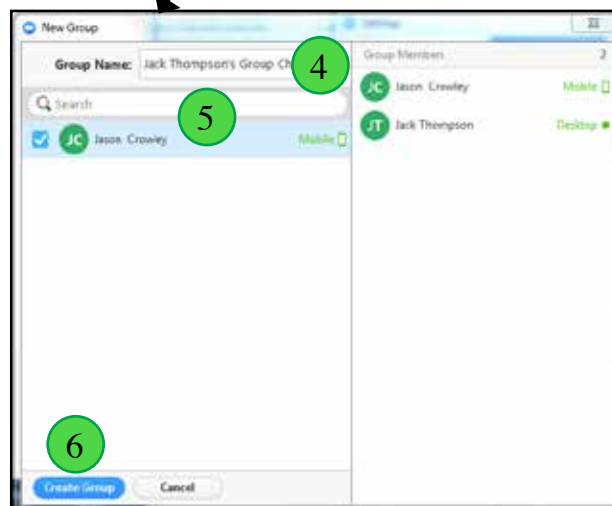 New Group
Settings
Group Name: Jack Thompson's Group Ch
4
Search
5
JC Jason Crowley Mobile
6
Create Group Cancel
Group Members 2
JC Jason Crowley Mobile
JT Jack Thompson Desktop